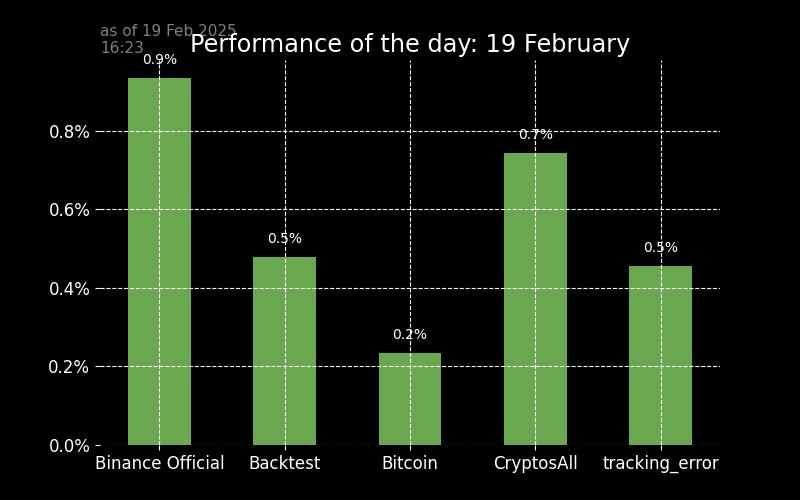 as of 19 Feb 2025
16:23
Performance of the day: 19 February
0.9%
0.5%
0.2%
0.7%
0.5%
0.8%
0.6%
0.4%
0.2%
0.0%
Binance Official
Backtest
Bitcoin
CryptosAll
tracking_error